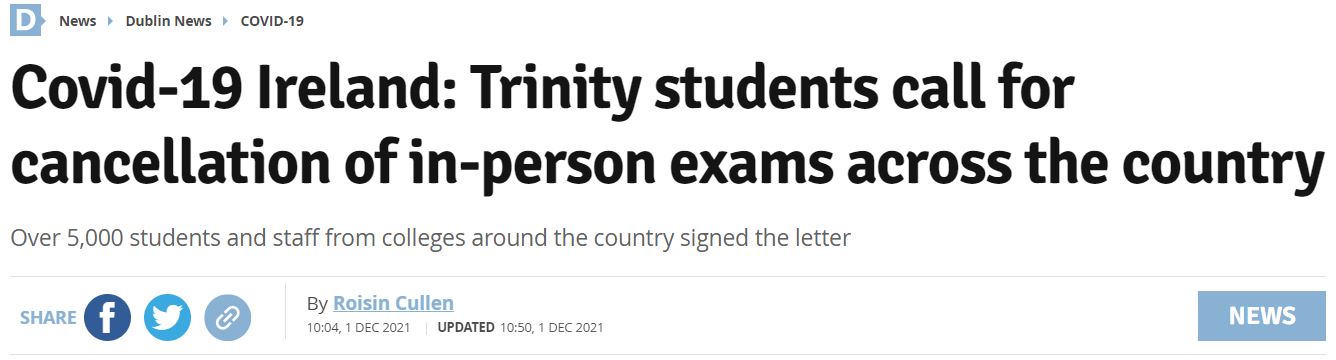 D News Dublin News COVID-19
Covid-19 Ireland: Trinity students call for
cancellation of in-person exams across the country
Over 5,000 students and staff from colleges around the country signed the letter
SHARE
By Roisin Cullen
10:04, 1 DEC 2021 | UPDATED 10:50, 1 DEC 2021
NEWS